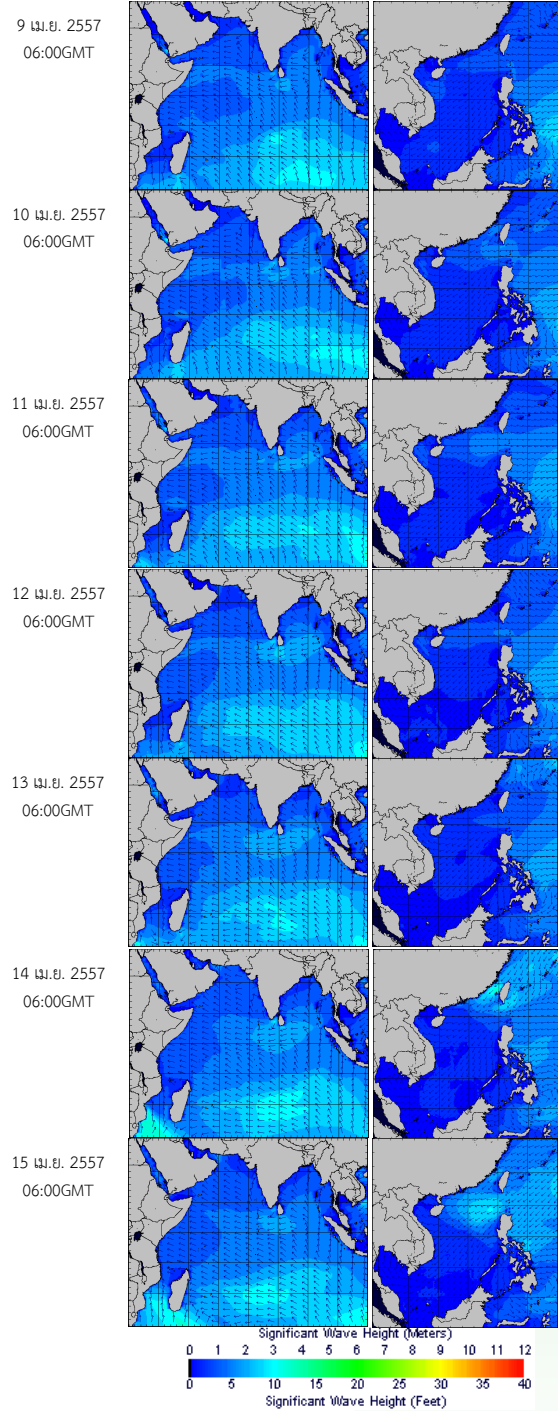 9 เม.ย. 2557
06:00GMT
10 เม.ย. 2557
06:00GMT
11 เม.ย. 2557
06:00GMT
12 เม.ย. 2557
06:00GMT
13 เม.ย. 2557
06:00GMT
14 เม.ย. 2557
06:00GMT
15 เม.ย. 2557
06:00GMT
Significant Wave Height (Meters)
0 1 2 3 4 5 6 7 8 9 10 11 12
0 5 10 15 20 25 30 35 40
Significant Wave Height (Feet)